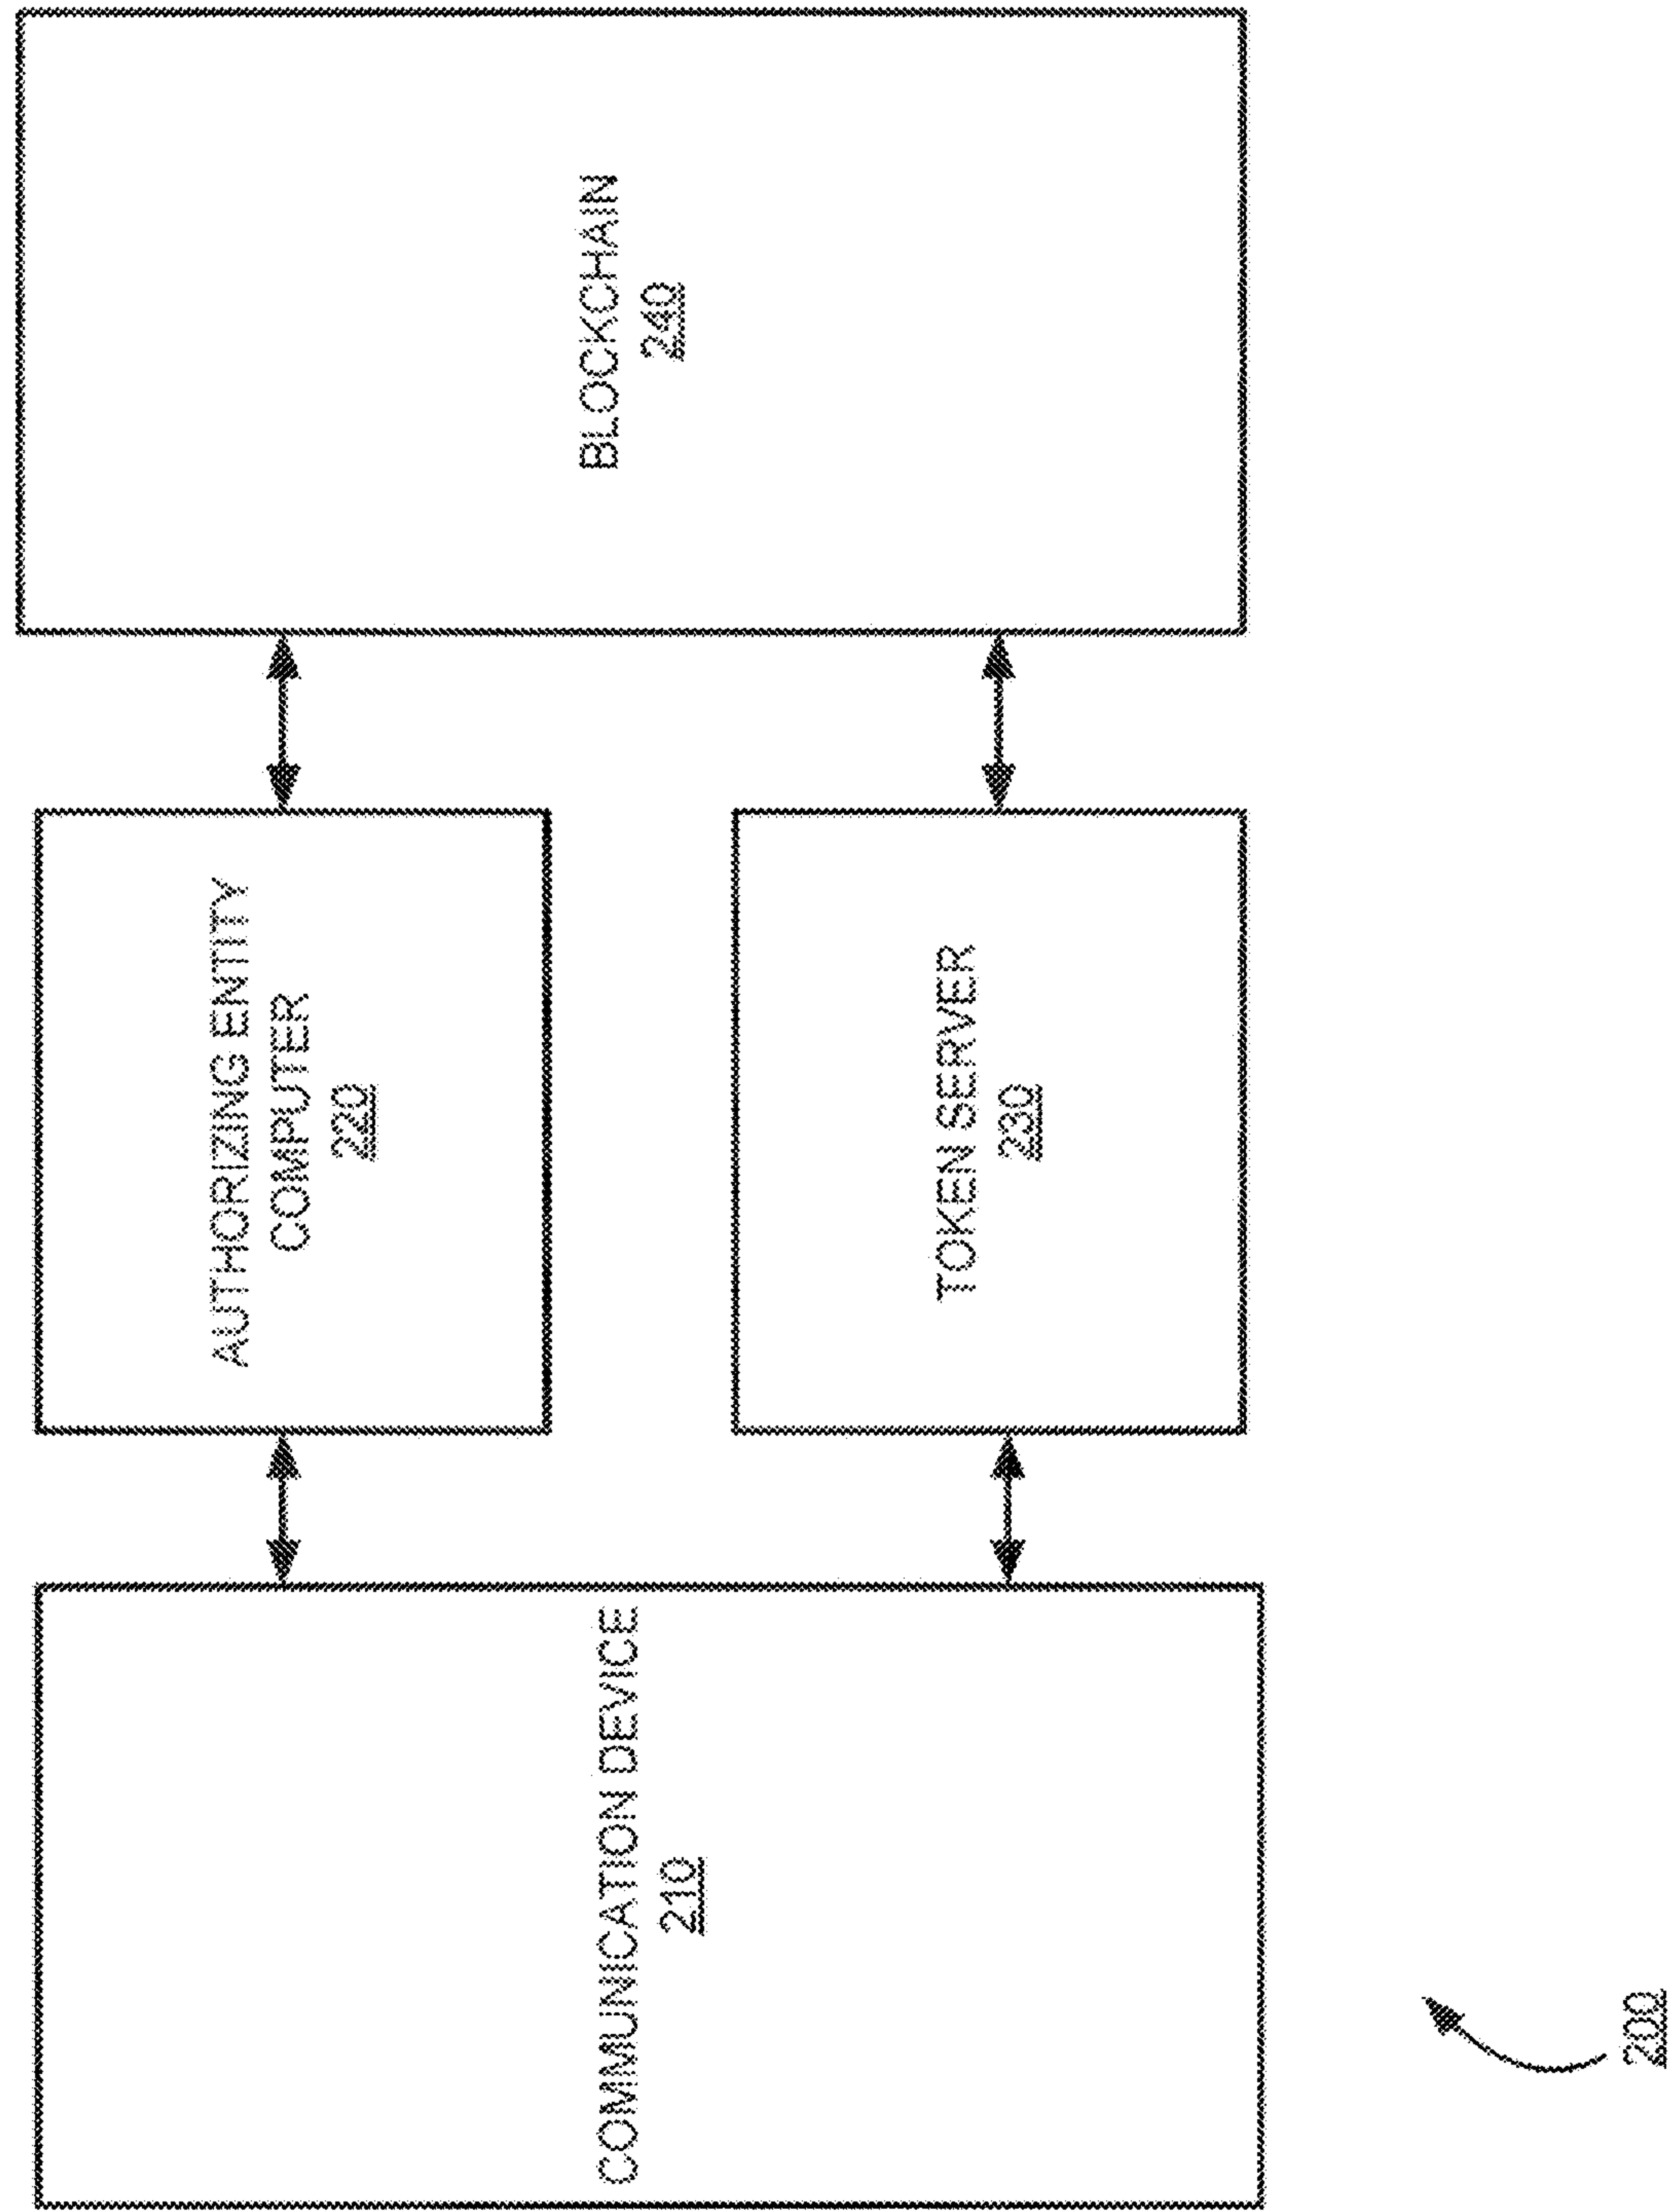 COMMUNICATION DEVICE
210
AUTHORIZING ENTITY
COMPUTER
220
TOKEN SERVER
230
BLOCKCHAIN
240
200